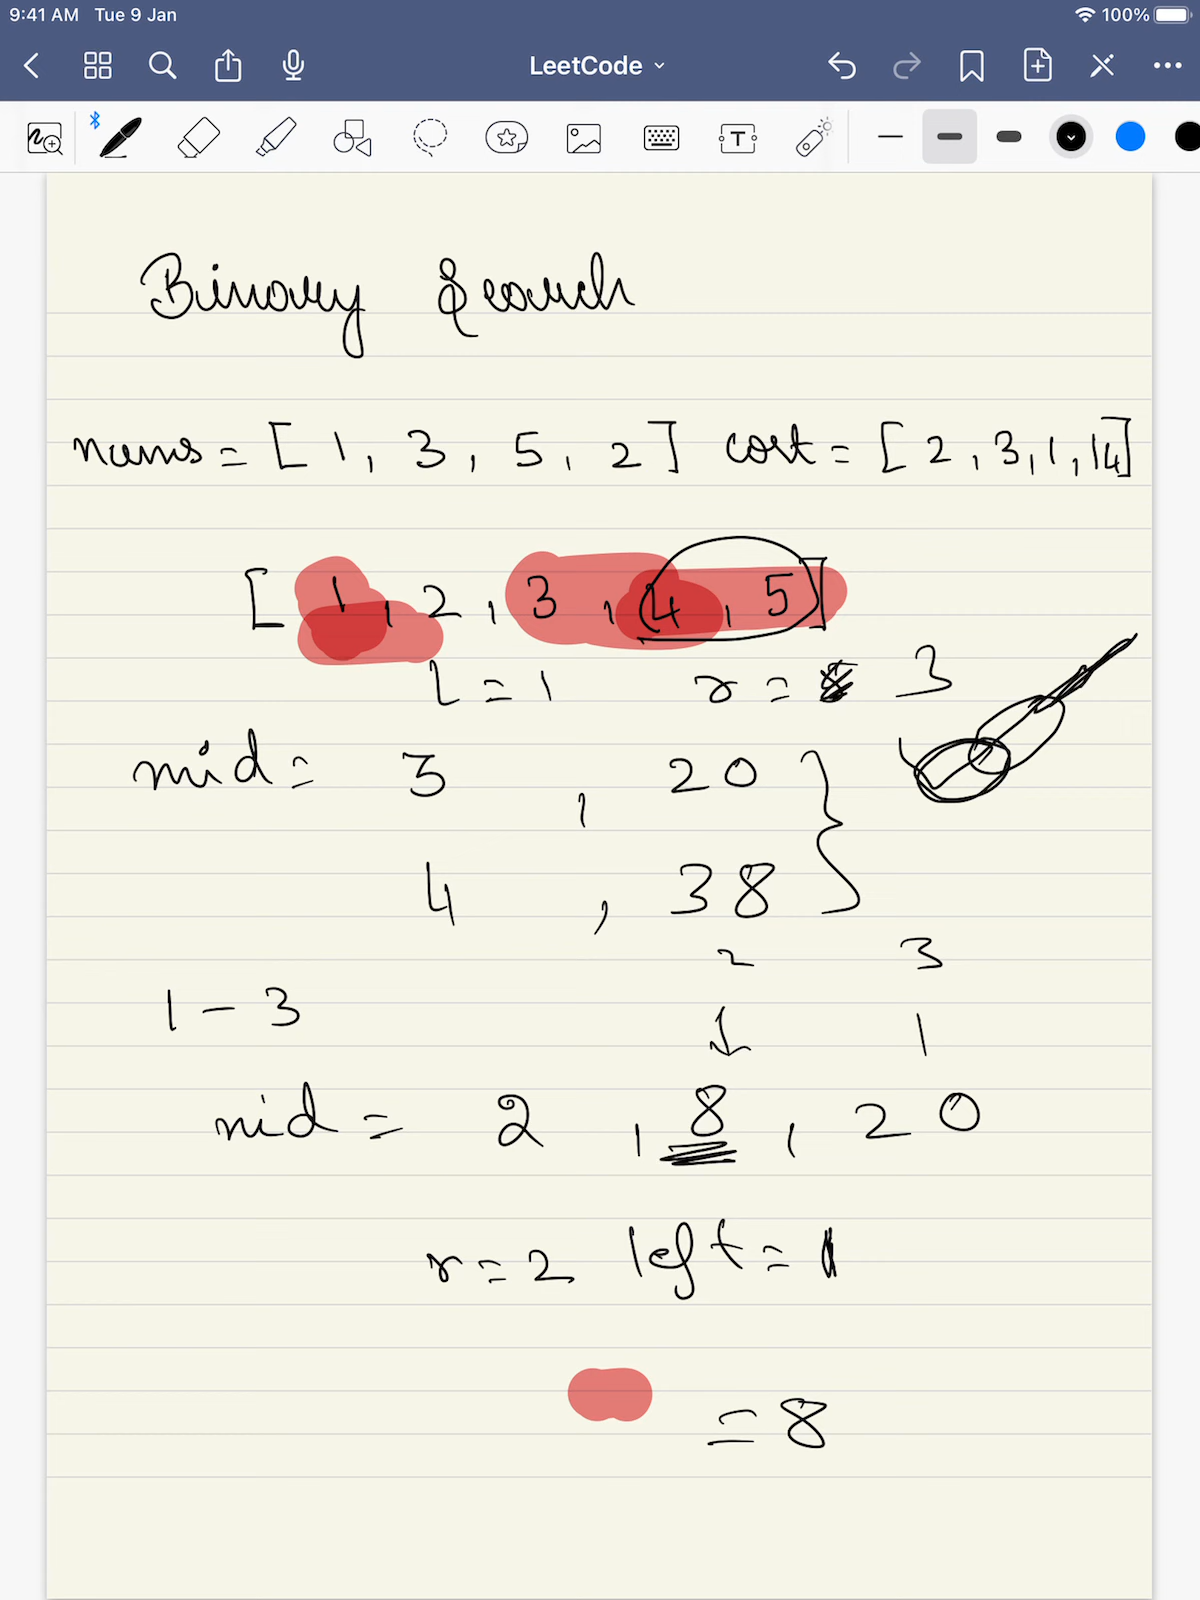 9:41 AM Tue 9 Jan 100%
LeetCode
T
Binary Search
nums = [ 1, 3, 5, 2 ] cost = [ 2, 3, 1, 14]
[ 1, 2, 3, 4, 5 ]
l = 1 r = 3
mid = 3, 20
4, 38
2 3
1 - 3 ↓ 1
mid = 2, 8, 20
r = 2 left = 1
= 8